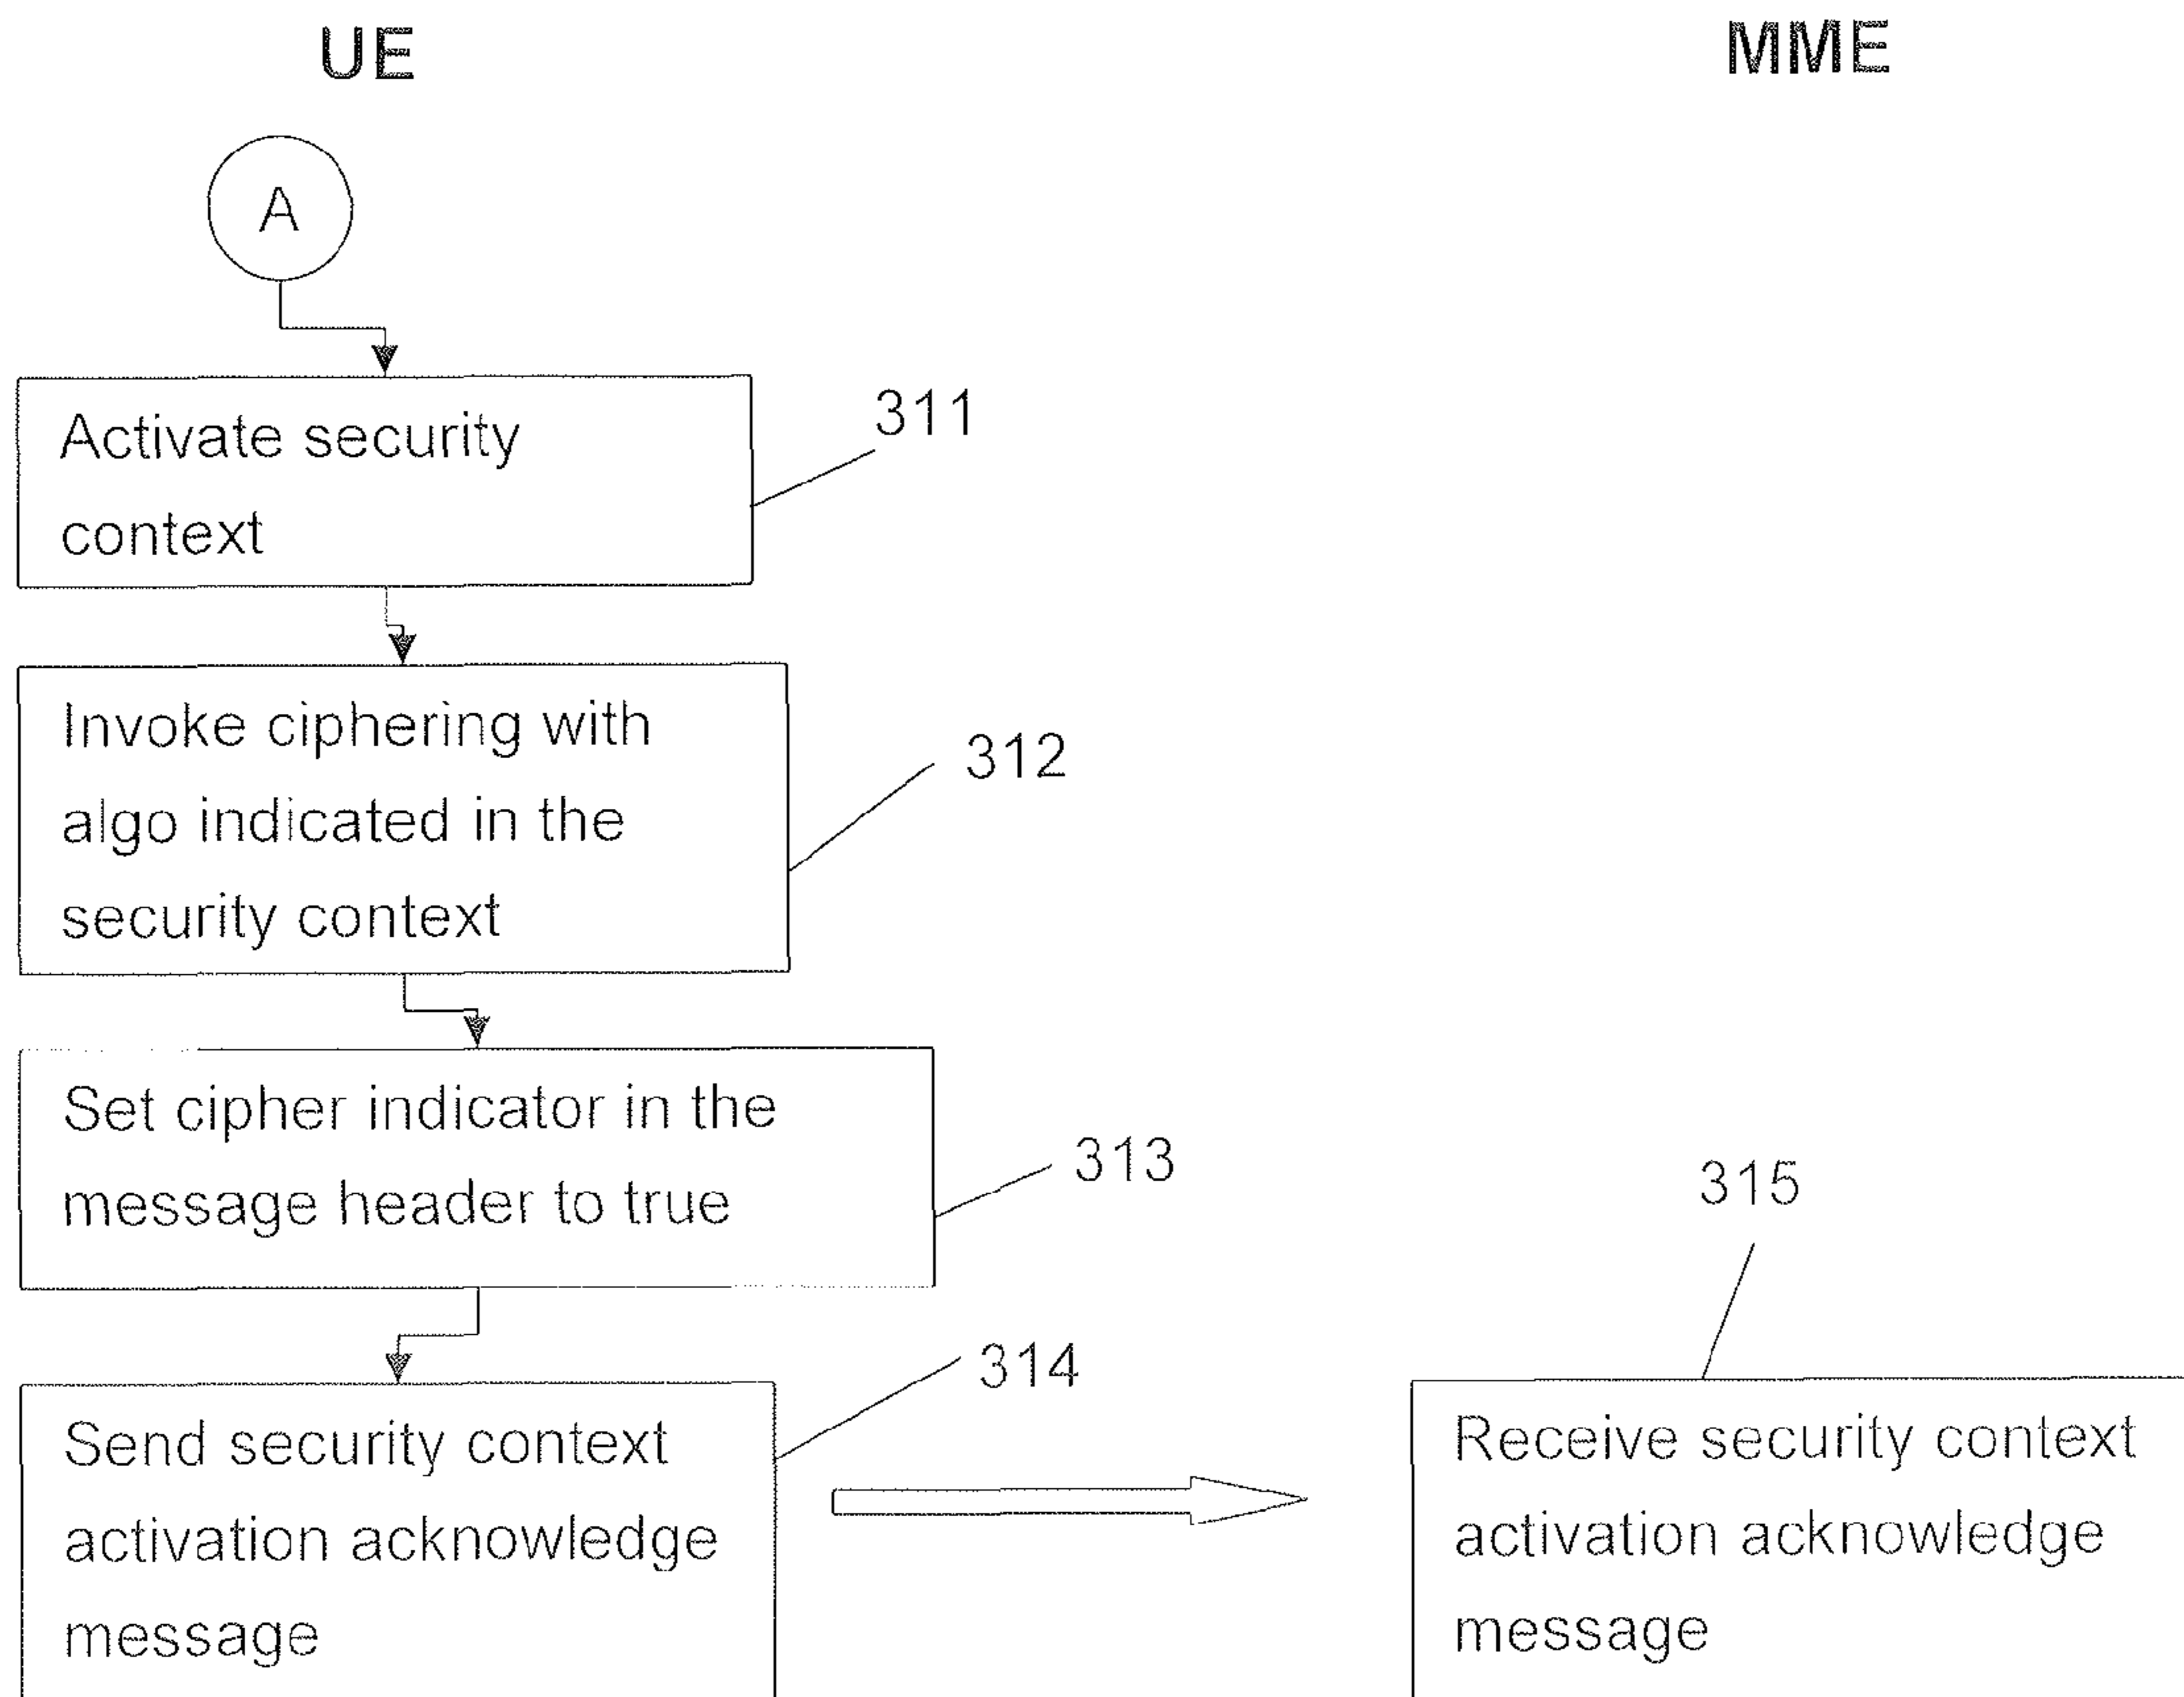 UE
MME
A
Activate security
context
311
Invoke ciphering with
algo indicated in the
security context
312
Set cipher indicator in the
message header to true
313
Send security context
activation acknowledge
message
314
315
Receive security context
activation acknowledge
message